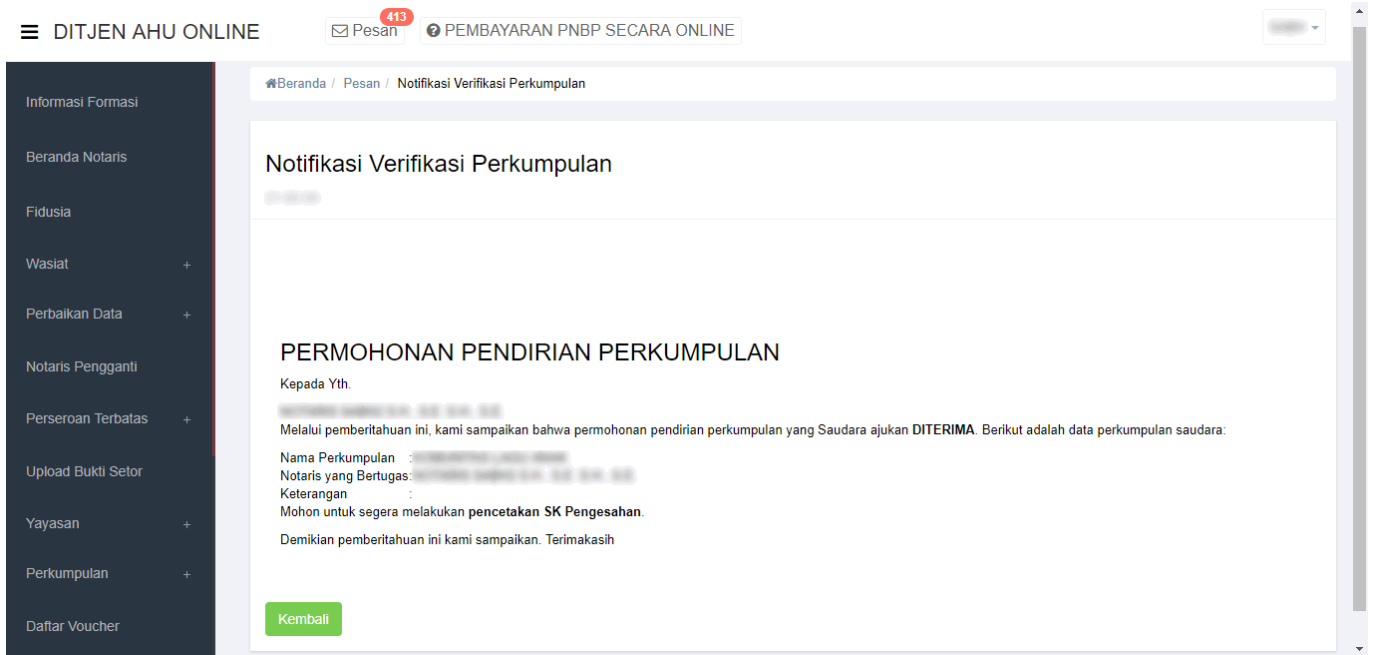 DITJEN AHU ONLINE
Pesan 413
PEMBAYARAN PNBP SECARA ONLINE
Beranda / Pesan / Notifikasi Verifikasi Perkumpulan
Informasi Formasi
Beranda Notaris
Fidusia
Wasiat +
Perbaikan Data +
Notaris Pengganti
Perseroan Terbatas +
Upload Bukti Setor
Yayasan +
Perkumpulan +
Daftar Voucher
Notifikasi Verifikasi Perkumpulan
PERMOHONAN PENDIRIAN PERKUMPULAN
Kepada Yth.
Melalui pemberitahuan ini, kami sampaikan bahwa permohonan pendirian perkumpulan yang Saudara ajukan DITERIMA. Berikut adalah data perkumpulan saudara:
Nama Perkumpulan :
Notaris yang Bertugas:
Keterangan :
Mohon untuk segera melakukan pencetakan SK Pengesahan.
Demikian pemberitahuan ini kami sampaikan. Terimakasih
Kembali